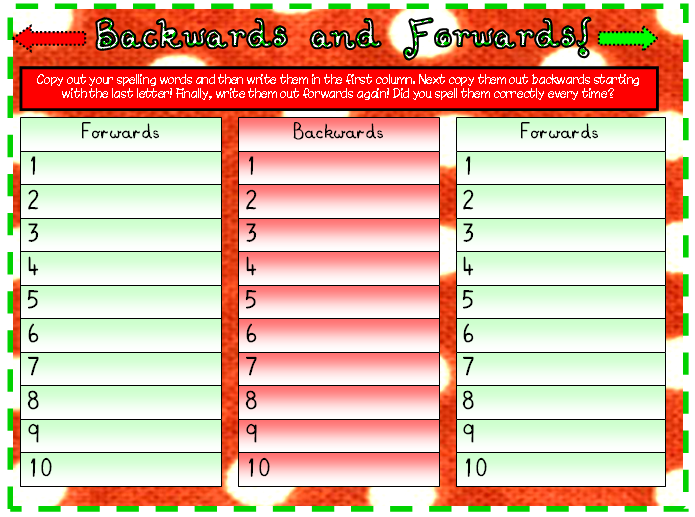 Backwards and Forwards!
Copy out your spelling words and then write them in the first column. Next copy them out backwards starting
with the last letter! Finally, write them out forwards again! Did you spell them correctly every time?
Forwards Backwards Forwards
1 1 1
2 2 2
3 3 3
4 4 4
5 5 5
6 6 6
7 7 7
8 8 8
9 9 9
10 10 10